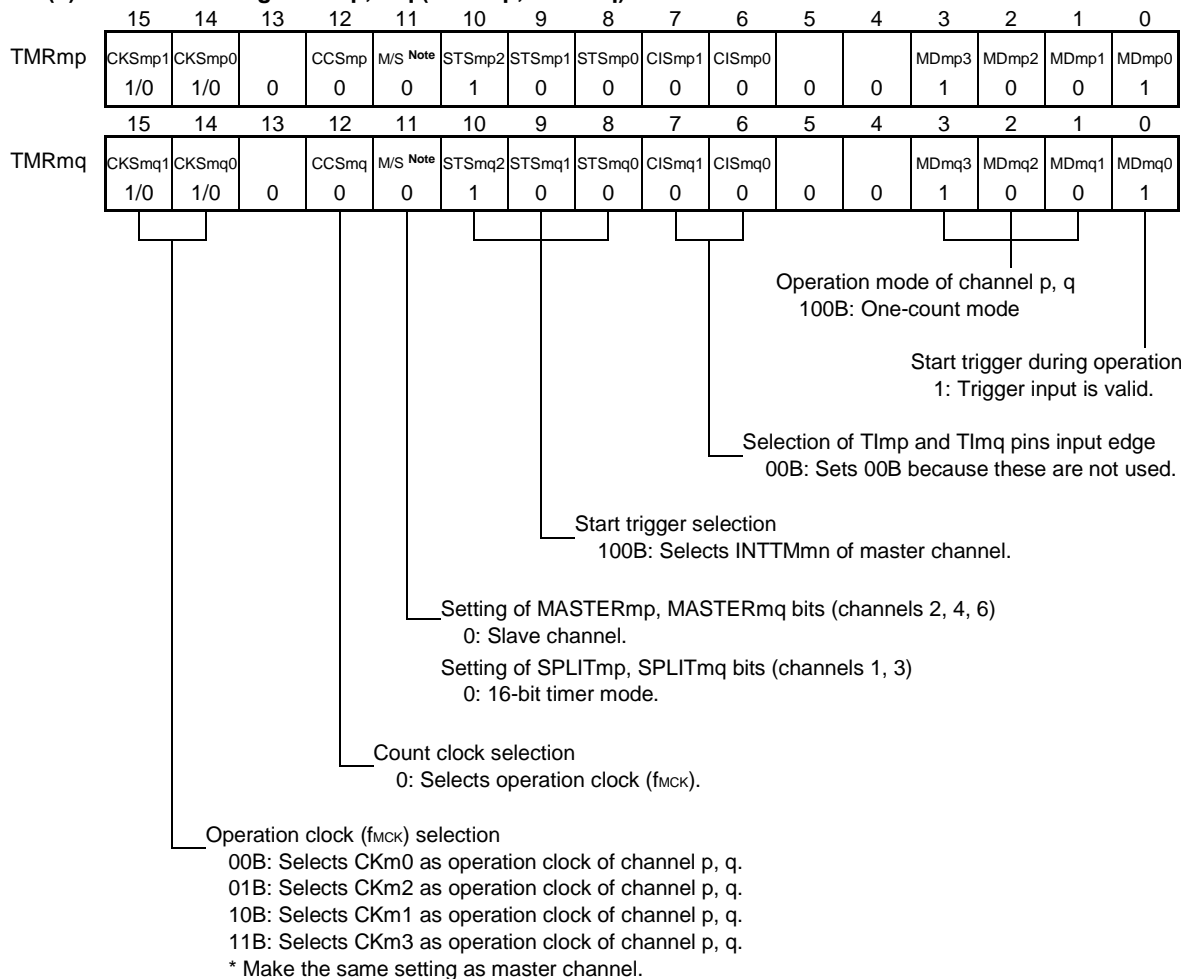 15 14 13 12 11 10 9 8 7 6 5 4 3 2 1 0
TMRmp CKSmp1 CKSmp0 CCSmp M/S Note STSmp2 STSmp1 STSmp0 CISmp1 CISmp0 MDmp3 MDmp2 MDmp1 MDmp0
1/0 1/0 0 0 0 1 0 0 0 0 0 0 1 0 0 1
15 14 13 12 11 10 9 8 7 6 5 4 3 2 1 0
TMRmq CKSmq1 CKSmq0 CCSmq M/S Note STSmq2 STSmq1 STSmq0 CISmq1 CISmq0 MDmq3 MDmq2 MDmq1 MDmq0
1/0 1/0 0 0 0 1 0 0 0 0 0 0 1 0 0 1
Operation mode of channel p, q
100B: One-count mode
Start trigger during operation
1: Trigger input is valid.
Selection of TImp and TImq pins input edge
00B: Sets 00B because these are not used.
Start trigger selection
100B: Selects INTTMmn of master channel.
Setting of MASTERmp, MASTERmq bits (channels 2, 4, 6)
0: Slave channel.
Setting of SPLITmp, SPLITmq bits (channels 1, 3)
0: 16-bit timer mode.
Count clock selection
0: Selects operation clock (fMCK).
Operation clock (fMCK) selection
00B: Selects CKm0 as operation clock of channel p, q.
01B: Selects CKm2 as operation clock of channel p, q.
10B: Selects CKm1 as operation clock of channel p, q.
11B: Selects CKm3 as operation clock of channel p, q.
* Make the same setting as master channel.